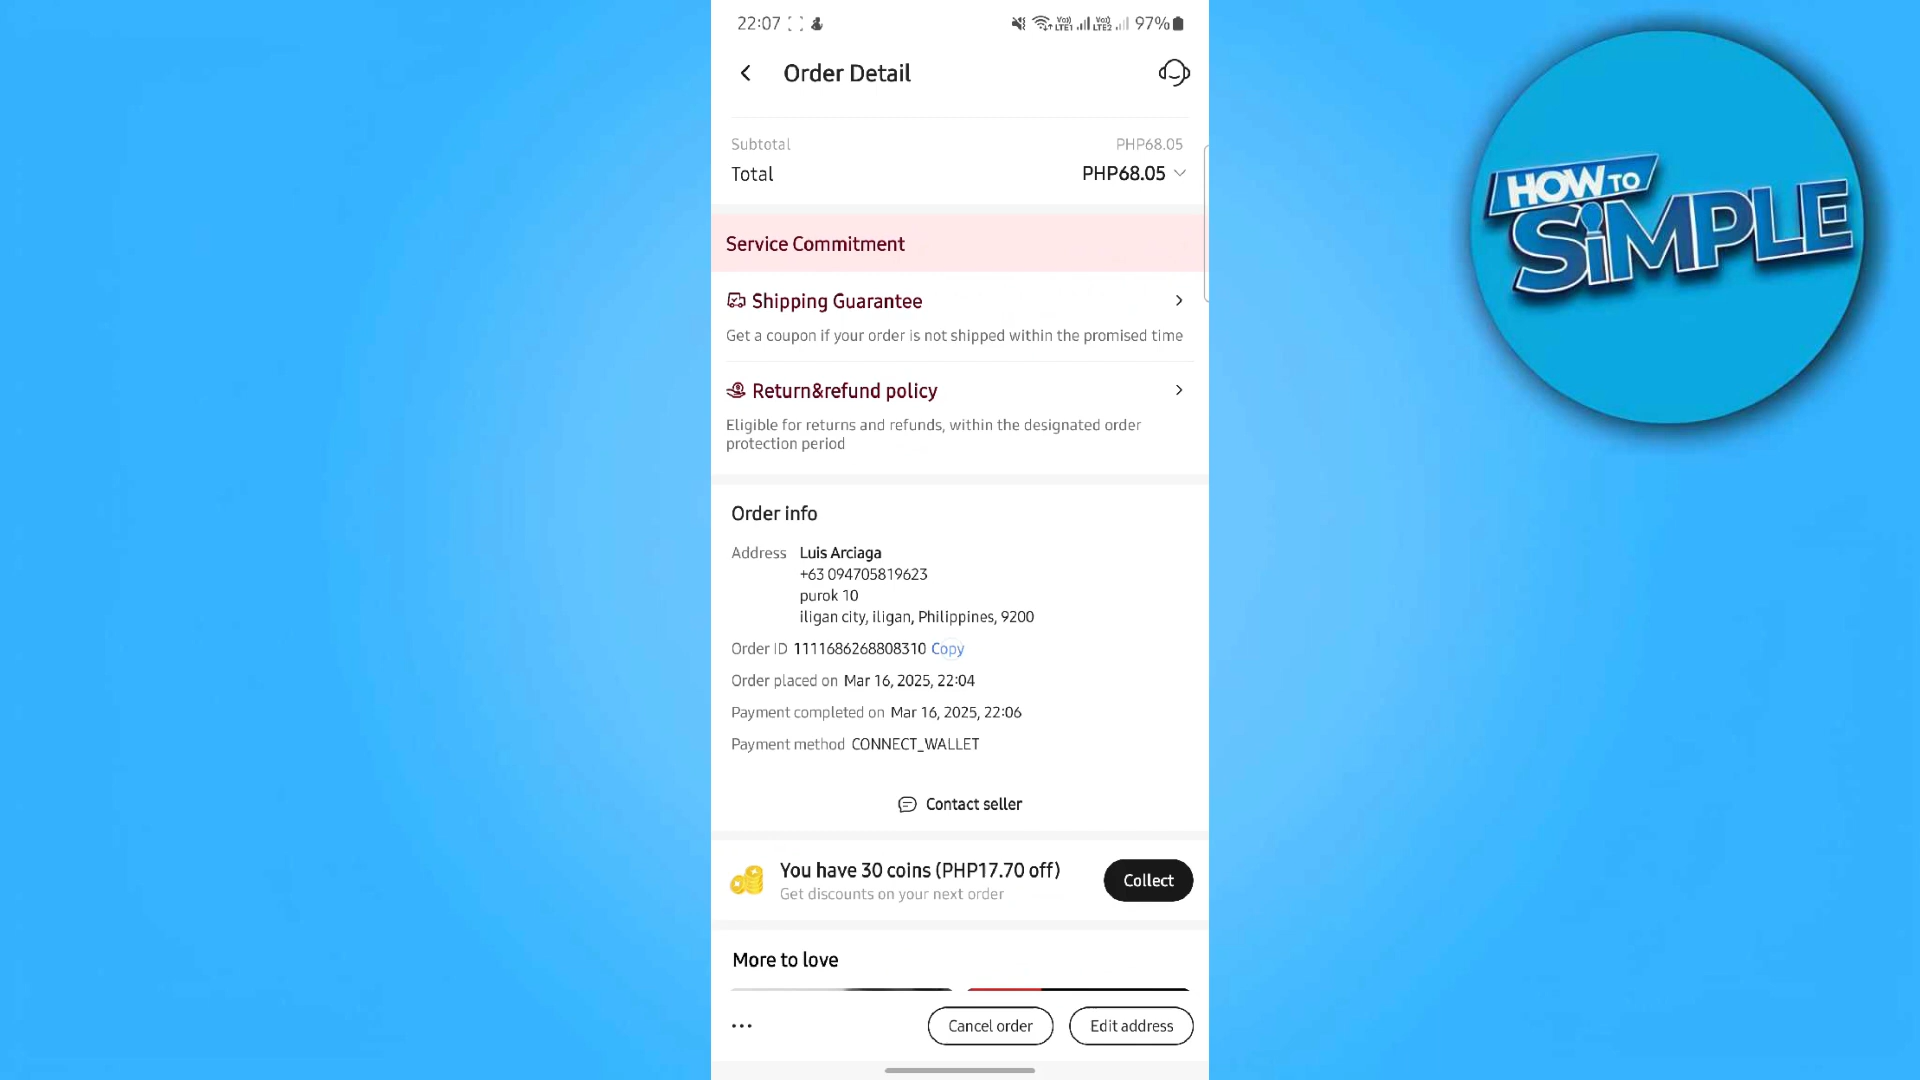 22:07
97%
Order Detail
Subtotal PHP68.05
Total PHP68.05
Service Commitment
Shipping Guarantee
Get a coupon if your order is not shipped within the promised time
Return&refund policy
Eligible for returns and refunds, within the designated order
protection period
Order info
Address Luis Arciaga
+63 094705819623
purok 10
iligan city, iligan, Philippines, 9200
Order ID 1111686268808310 Copy
Order placed on Mar 16, 2025, 22:04
Payment completed on Mar 16, 2025, 22:06
Payment method CONNECT_WALLET
Contact seller
You have 30 coins (PHP17.70 off)
Get discounts on your next order
Collect
More to love
Cancel order
Edit address
HOW TO
SiMPLE